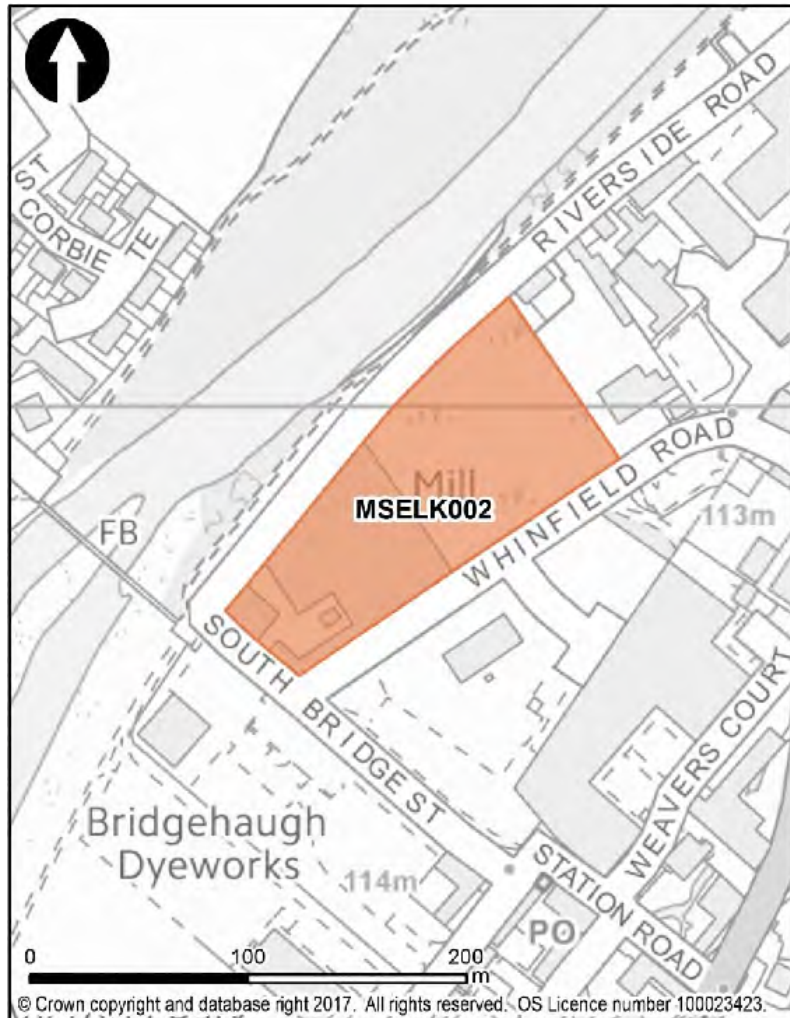 RIVERSIDE ROAD
ST
CORBIE
TE
Mill
MSELK002
WHINFIELD ROAD
113m
FB
SOUTH BRIDGE ST
WEAVERS COURT
Bridgehaugh
Dyeworks
114m
STATION ROAD
PO
0 100 200
m
© Crown copyright and database right 2017. All rights reserved. OS Licence number 100023423.